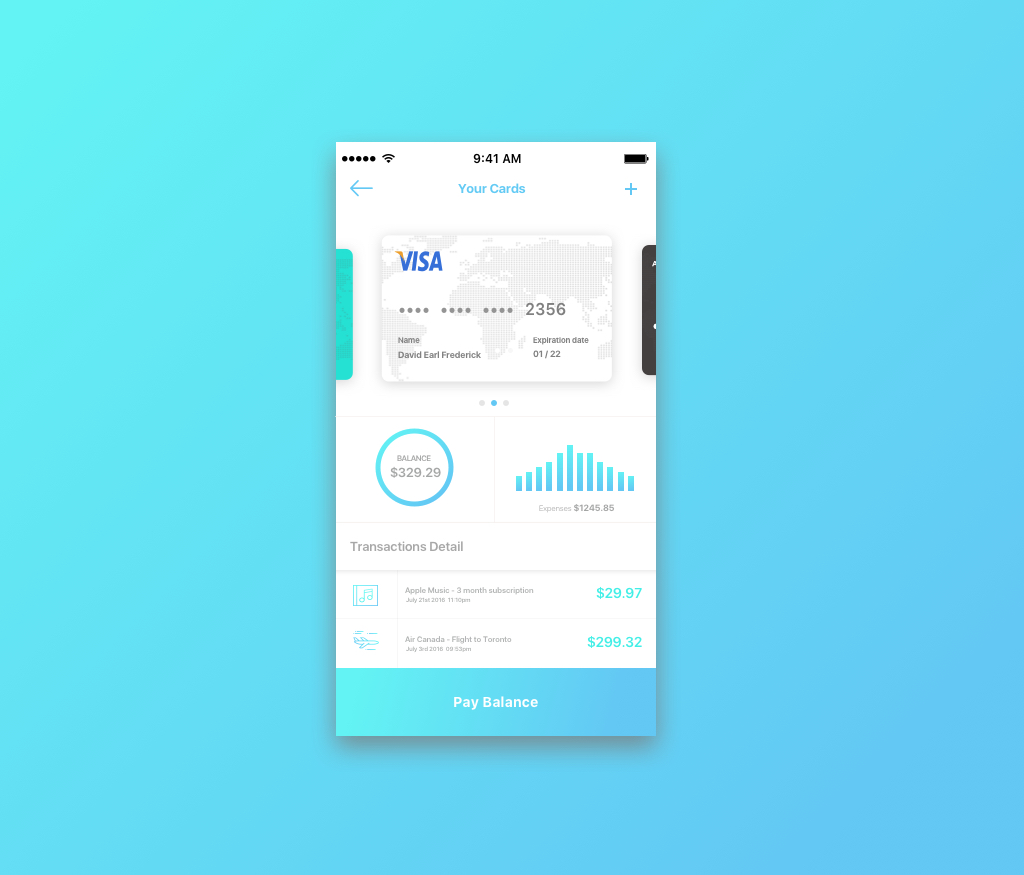 9:41 AM
Your Cards
VISA
A
•••• •••• •••• 2356
Name
Expiration date
David Earl Frederick
01 / 22
BALANCE
$329.29
Expenses $1245.85
Transactions Detail
Apple Music - 3 month subscription
$29.97
July 21st 2016 11:10pm
Air Canada - Flight to Toronto
$299.32
July 3rd 2016 09:53pm
Pay Balance